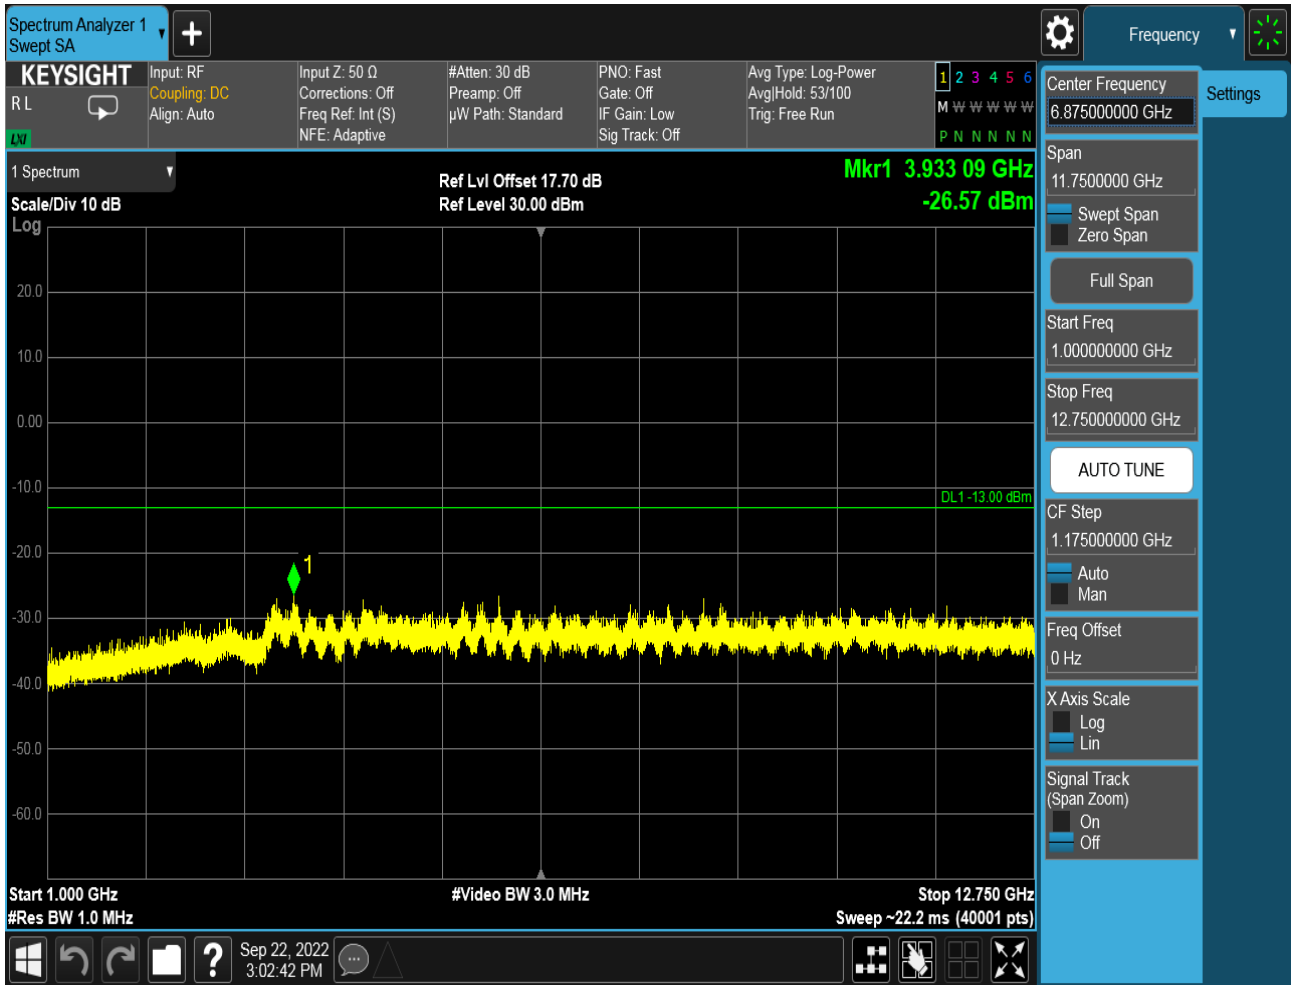 Spectrum Analyzer 1
Swept SA
Frequency
KEYSIGHT
R L
LXI
Input: RF
Coupling: DC
Align: Auto
Input Z: 50 Ω
Corrections: Off
Freq Ref: Int (S)
NFE: Adaptive
#Atten: 30 dB
Preamp: Off
µW Path: Standard
PNO: Fast
Gate: Off
IF Gain: Low
Sig Track: Off
Avg Type: Log-Power
Avg|Hold: 53/100
Trig: Free Run
1 2 3 4 5 6
M W W W W W
P N N N N N
1 Spectrum
Scale/Div 10 dB
Log
Ref Lvl Offset 17.70 dB
Ref Level 30.00 dBm
Mkr1 3.933 09 GHz
-26.57 dBm
20.0
10.0
0.00
-10.0
-20.0
-30.0
-40.0
-50.0
-60.0
DL1 -13.00 dBm
1
Start 1.000 GHz
#Res BW 1.0 MHz
#Video BW 3.0 MHz
Stop 12.750 GHz
Sweep ~22.2 ms (40001 pts)
Center Frequency
6.875000000 GHz
Settings
Span
11.7500000 GHz
Swept Span
Zero Span
Full Span
Start Freq
1.000000000 GHz
Stop Freq
12.750000000 GHz
AUTO TUNE
CF Step
1.175000000 GHz
Auto
Man
Freq Offset
0 Hz
X Axis Scale
Log
Lin
Signal Track
(Span Zoom)
On
Off
?
Sep 22, 2022
3:02:42 PM